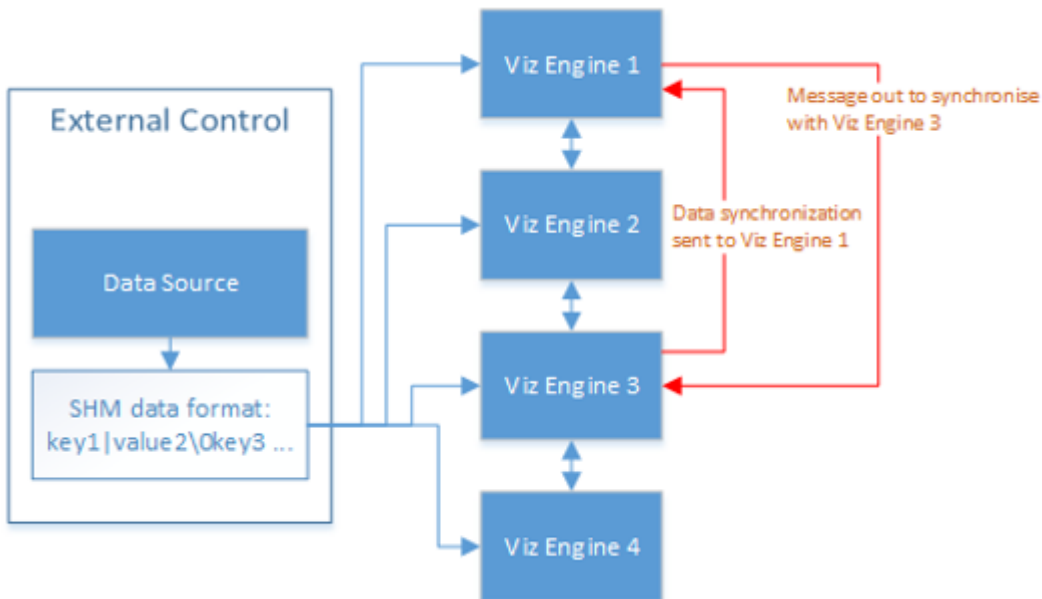 External Control
Data Source
SHM data format:
key1|value2\0key3 ...
Viz Engine 1
Viz Engine 2
Viz Engine 3
Viz Engine 4
Message out to synchronise
with Viz Engine 3
Data synchronization
sent to Viz Engine 1